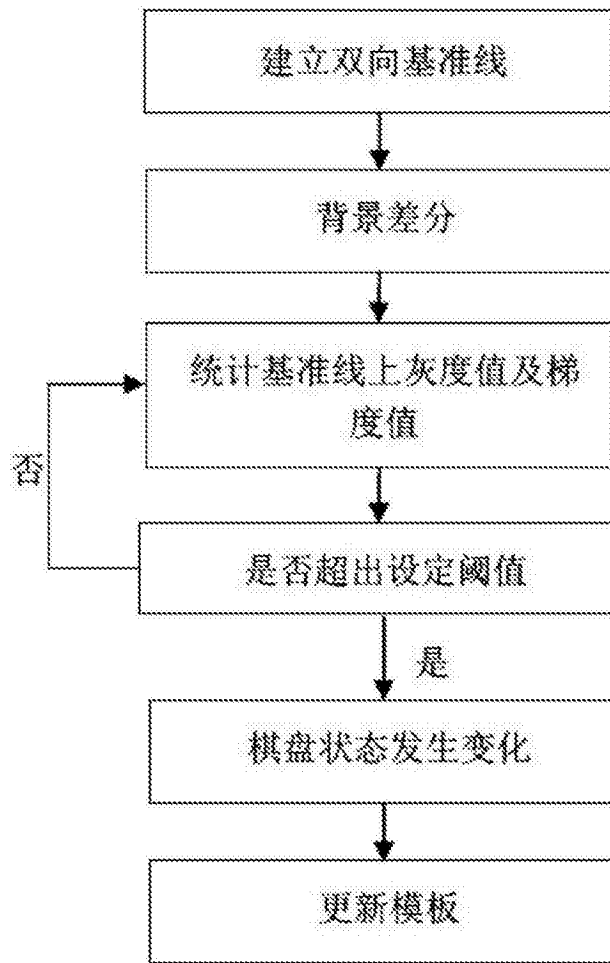 建立双向基准线
背景差分
统计基准线上灰度值及梯
度值
否
是否超出设定阈值
是
棋盘状态发生变化
更新模板